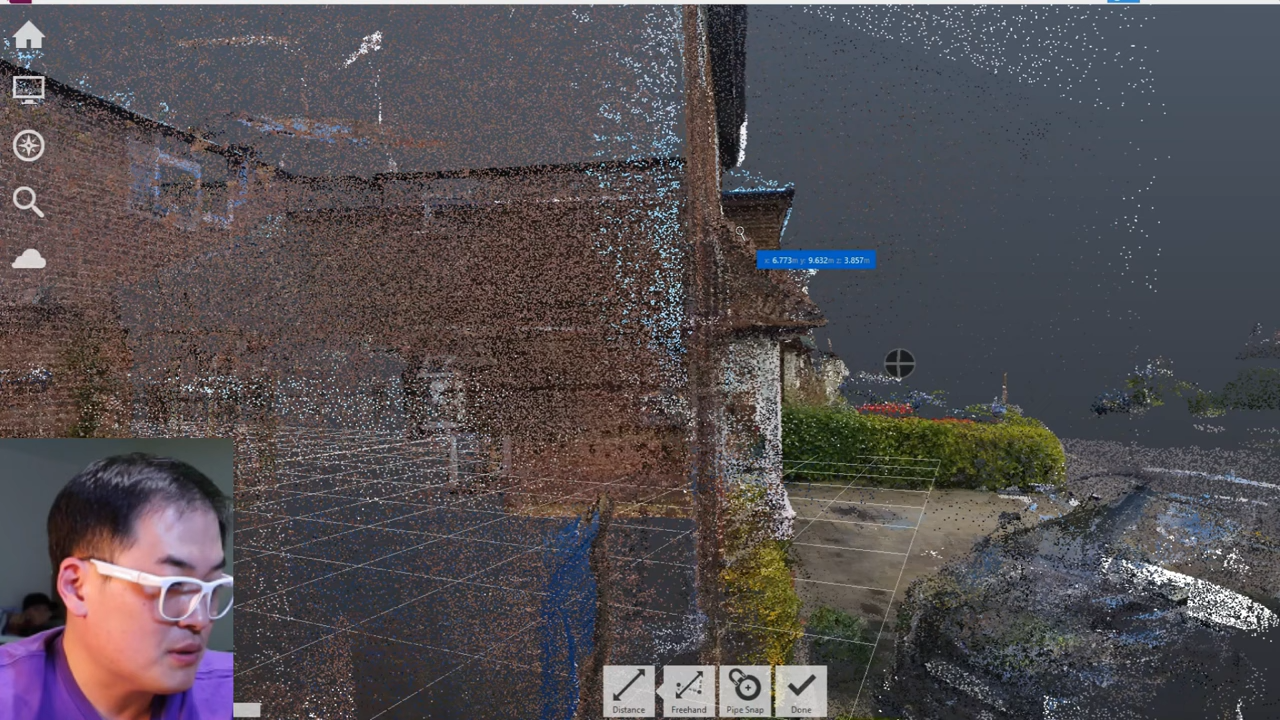 x: 6.773m y: 9.632m z: 3.857m
Distance
Freehand
Pipe Snap
Done